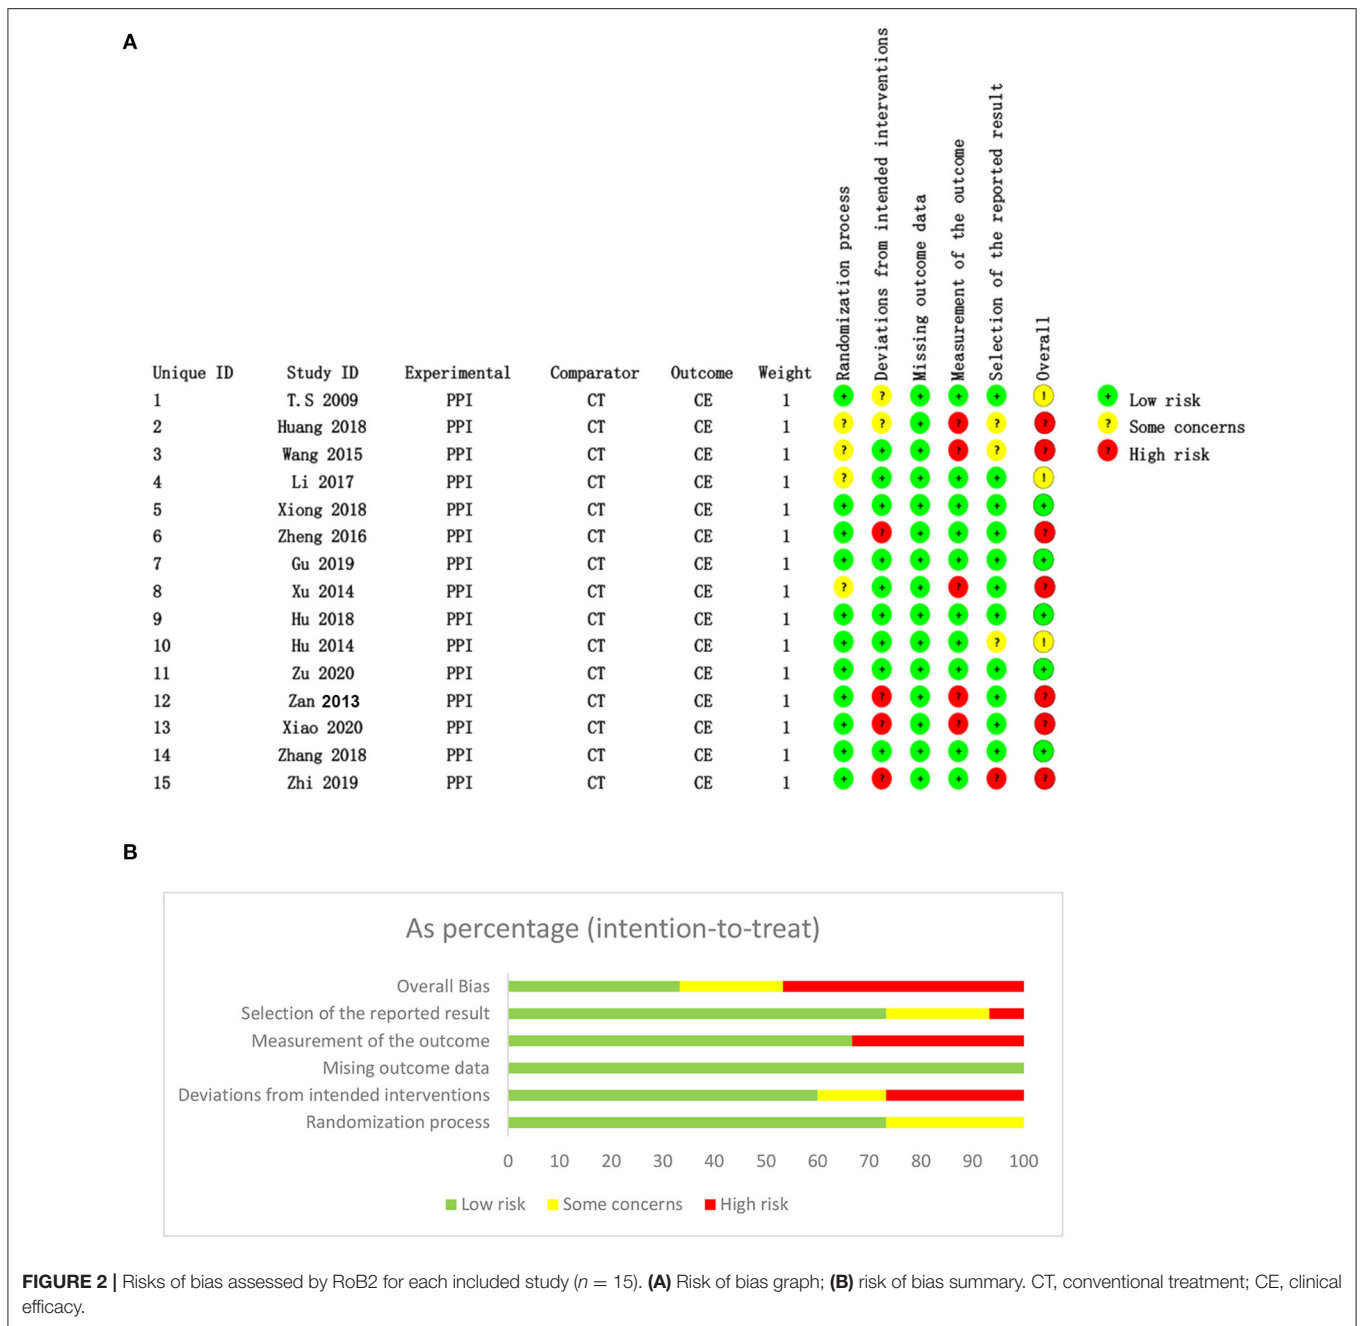 A
Randomization process
Deviations from intended interventions
Missing outcome data
Measurement of the outcome
Selection of the reported result
Overall
Unique ID Study ID Experimental Comparator Outcome Weight
1 T.S 2009 PPI CT CE 1 + ? + + + !
2 Huang 2018 PPI CT CE 1 ? ? + ? ? ?
3 Wang 2015 PPI CT CE 1 ? + + ? ? ?
4 Li 2017 PPI CT CE 1 ? + + + + !
5 Xiong 2018 PPI CT CE 1 + + + + + +
6 Zheng 2016 PPI CT CE 1 + ? + + + ?
7 Gu 2019 PPI CT CE 1 + + + + + +
8 Xu 2014 PPI CT CE 1 ? + + ? + ?
9 Hu 2018 PPI CT CE 1 + + + + + +
10 Hu 2014 PPI CT CE 1 + + + + ? !
11 Zu 2020 PPI CT CE 1 + + + + + +
12 Zan 2013 PPI CT CE 1 + ? + ? + ?
13 Xiao 2020 PPI CT CE 1 + ? + ? + ?
14 Zhang 2018 PPI CT CE 1 + + + + + +
15 Zhi 2019 PPI CT CE 1 + ? + + ? ?
+ Low risk
? Some concerns
? High risk
B
As percentage (intention-to-treat)
Overall Bias
Selection of the reported result
Measurement of the outcome
Mising outcome data
Deviations from intended interventions
Randomization process
0 10 20 30 40 50 60 70 80 90 100
Low risk Some concerns High risk
FIGURE 2 | Risks of bias assessed by RoB2 for each included study (n = 15). (A) Risk of bias graph; (B) risk of bias summary. CT, conventional treatment; CE, clinical
efficacy.